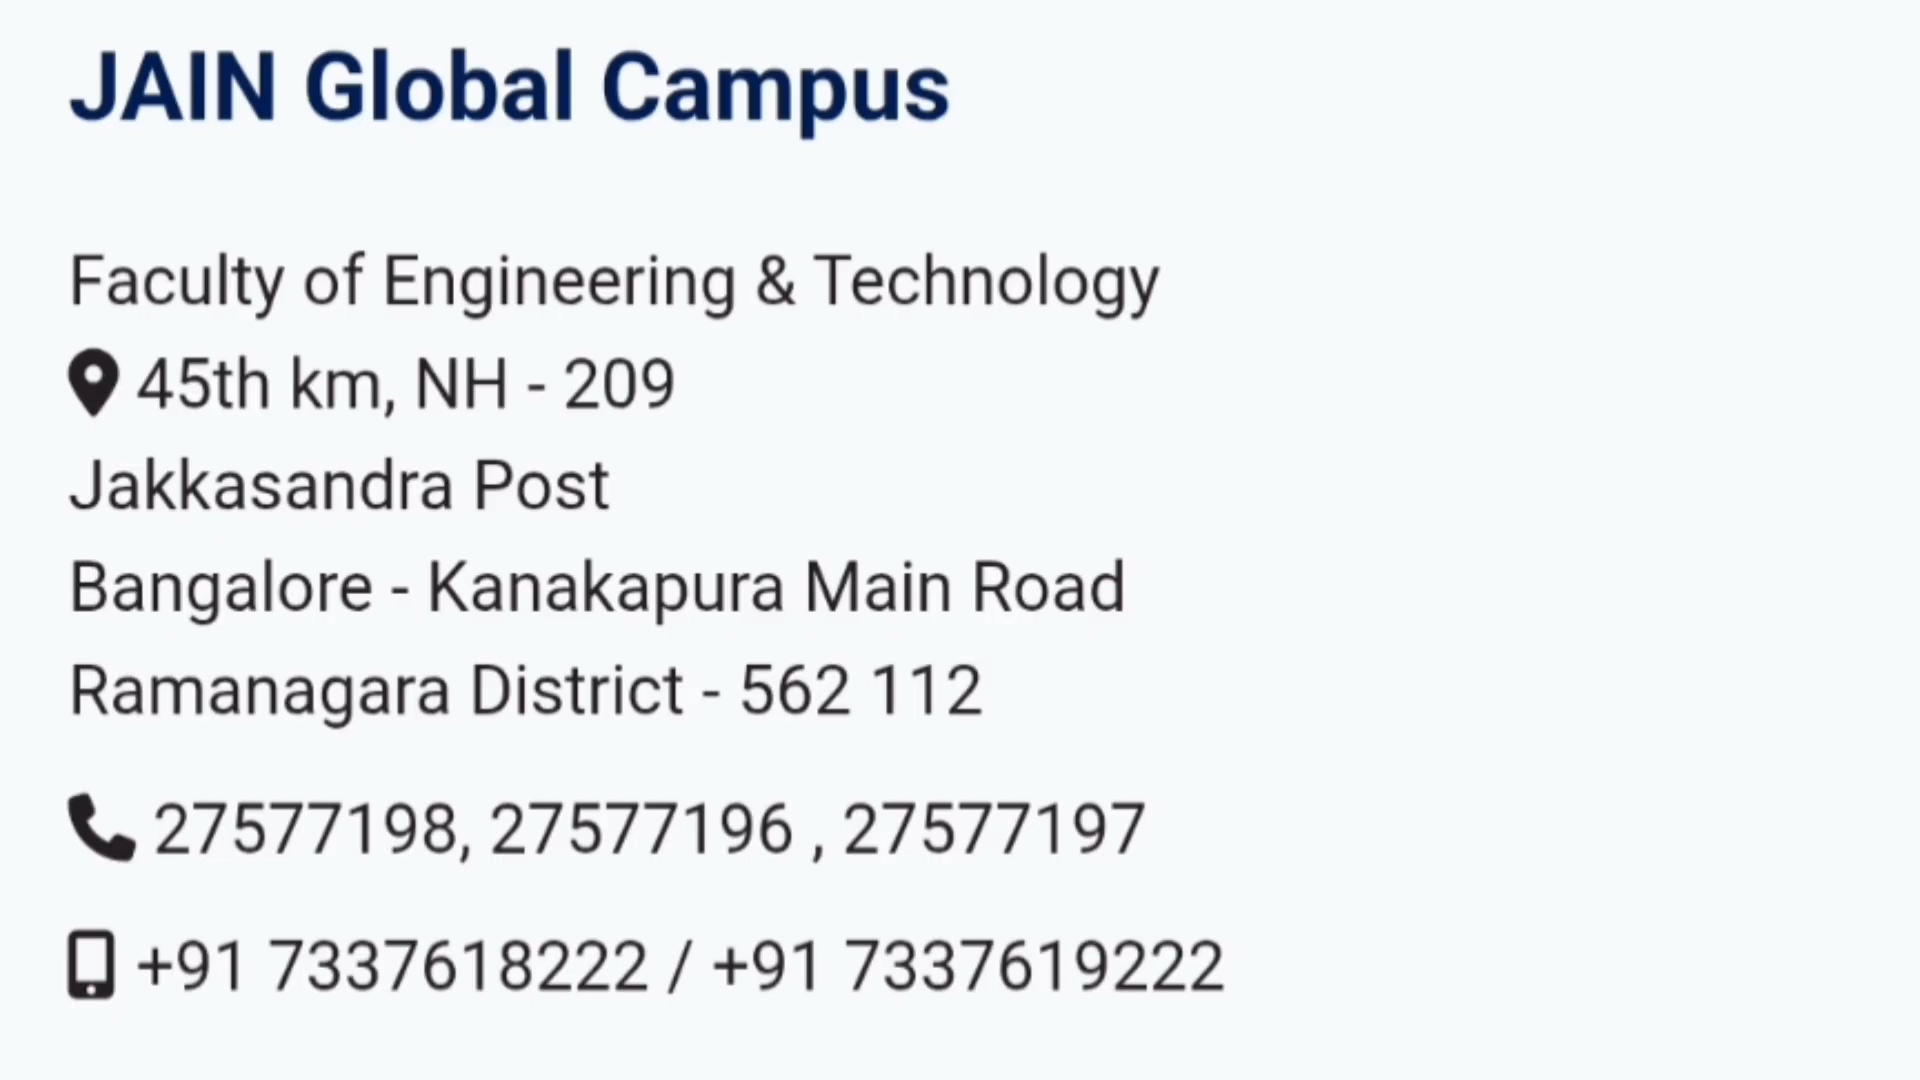 JAIN Global Campus
Faculty of Engineering & Technology
45th km, NH - 209
Jakkasandra Post
Bangalore - Kanakapura Main Road
Ramanagara District - 562 112
27577198, 27577196 , 27577197
+91 7337618222 / +91 7337619222